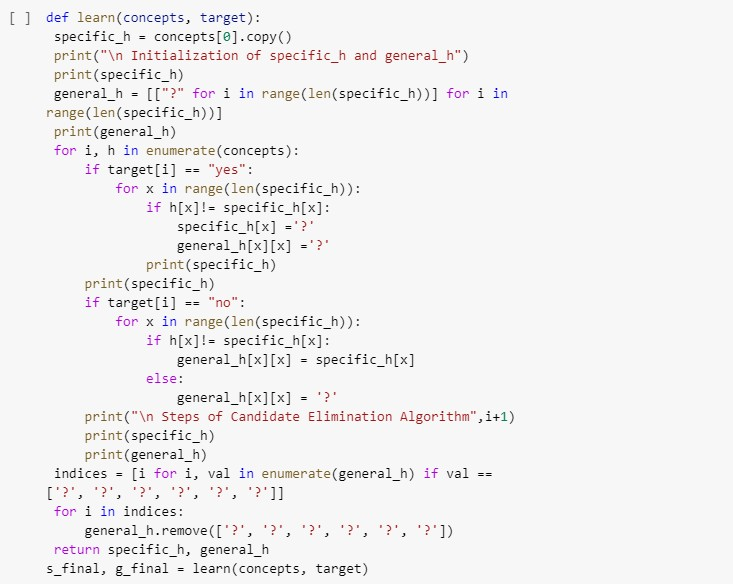 [ ] def learn(concepts, target):
specific_h = concepts[0].copy()
print("\n Initialization of specific_h and general_h")
print(specific_h)
general_h = [["?" for i in range(len(specific_h))] for i in
range(len(specific_h))]
print(general_h)
for i, h in enumerate(concepts):
if target[i] == "yes":
for x in range(len(specific_h)):
if h[x]!= specific_h[x]:
specific_h[x] ='?'
general_h[x][x] ='?'
print(specific_h)
print(specific_h)
if target[i] == "no":
for x in range(len(specific_h)):
if h[x]!= specific_h[x]:
general_h[x][x] = specific_h[x]
else:
general_h[x][x] = '?'
print("\n Steps of Candidate Elimination Algorithm",i+1)
print(specific_h)
print(general_h)
indices = [i for i, val in enumerate(general_h) if val ==
['?', '?', '?', '?', '?', '?']]
for i in indices:
general_h.remove(['?', '?', '?', '?', '?', '?'])
return specific_h, general_h
s_final, g_final = learn(concepts, target)